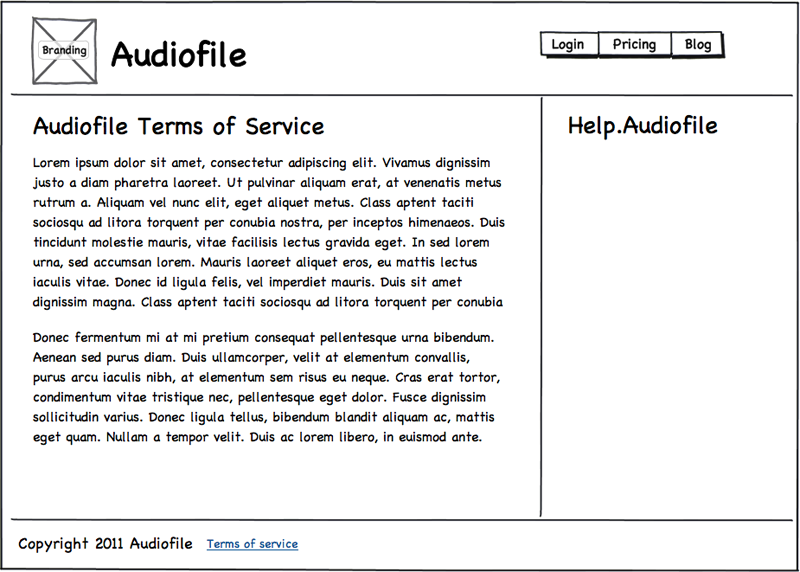 Branding
Audiofile
Login Pricing Blog
Audiofile Terms of Service
Lorem ipsum dolor sit amet, consectetur adipiscing elit. Vivamus dignissim
justo a diam pharetra laoreet. Ut pulvinar aliquam erat, at venenatis metus
rutrum a. Aliquam vel nunc elit, eget aliquet metus. Class aptent taciti
sociosqu ad litora torquent per conubia nostra, per inceptos himenaeos. Duis
tincidunt molestie mauris, vitae facilisis lectus gravida eget. In sed lorem
urna, sed accumsan lorem. Mauris laoreet aliquet eros, eu mattis lectus
iaculis vitae. Donec id ligula felis, vel imperdiet mauris. Duis sit amet
dignissim magna. Class aptent taciti sociosqu ad litora torquent per conubia
Donec fermentum mi at mi pretium consequat pellentesque urna bibendum.
Aenean sed purus diam. Duis ullamcorper, velit at elementum convallis,
purus arcu iaculis nibh, at elementum sem risus eu neque. Cras erat tortor,
condimentum vitae tristique nec, pellentesque eget dolor. Fusce dignissim
sollicitudin varius. Donec ligula tellus, bibendum blandit aliquam ac, mattis
eget quam. Nullam a tempor velit. Duis ac lorem libero, in euismod ante.
Help.Audiofile
Copyright 2011 Audiofile Terms of service